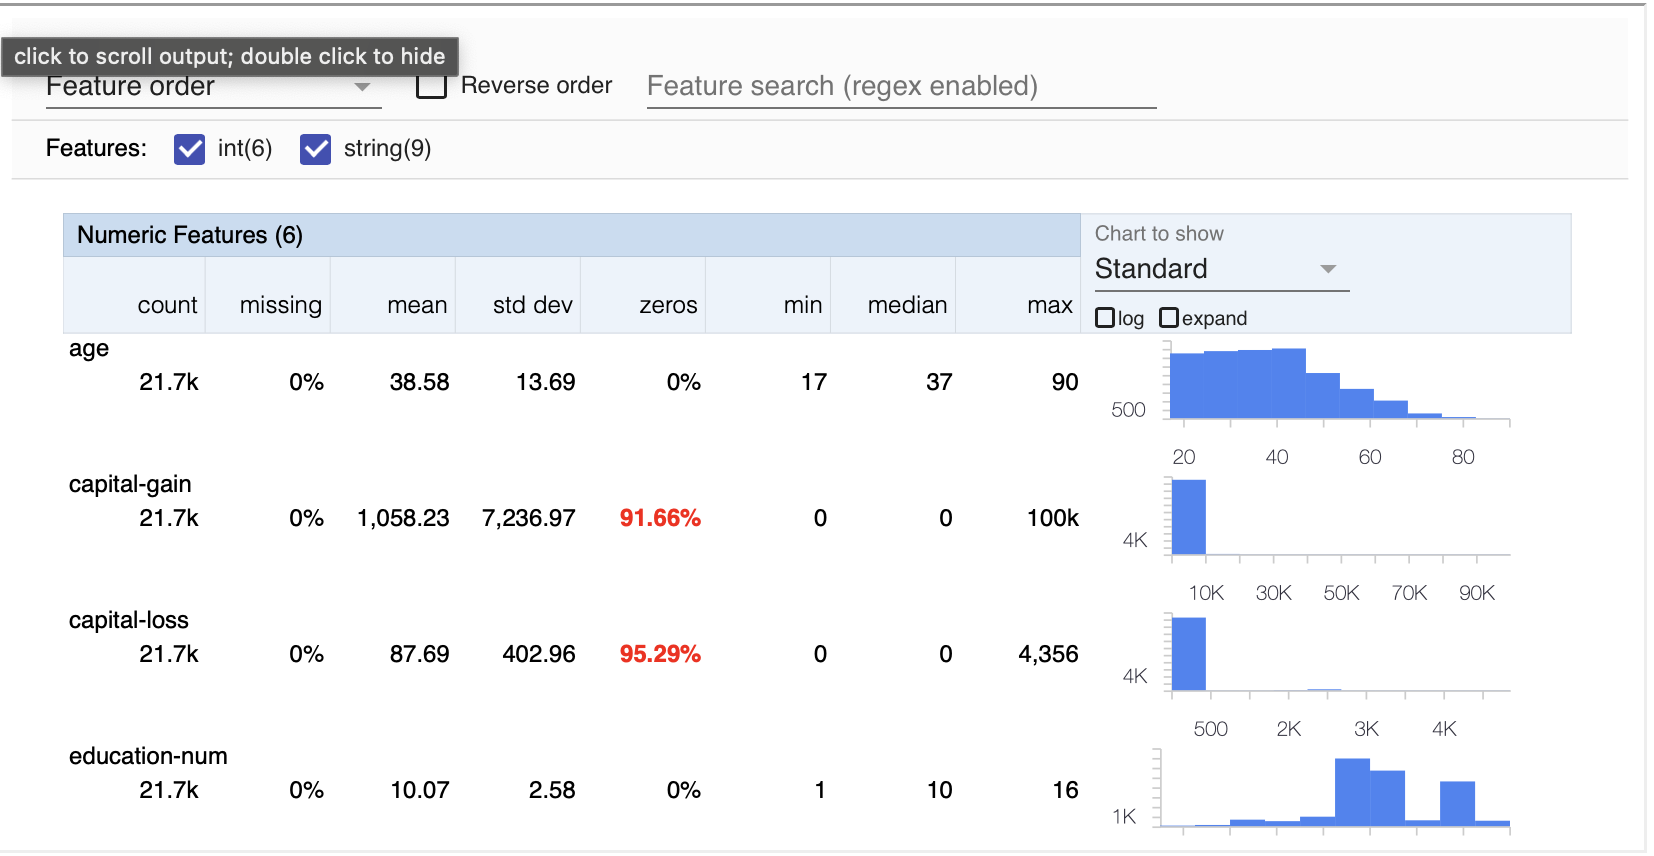 click to scroll output; double click to hide
Feature order
Reverse order
Feature search (regex enabled)
Features: int(6) string(9)
Numeric Features (6)
Chart to show
Standard
count missing mean std dev zeros min median max
log expand
age
21.7k 0% 38.58 13.69 0% 17 37 90
500
20 40 60 80
capital-gain
21.7k 0% 1,058.23 7,236.97 91.66% 0 0 100k
4K
10K 30K 50K 70K 90K
capital-loss
21.7k 0% 87.69 402.96 95.29% 0 0 4,356
4K
500 2K 3K 4K
education-num
21.7k 0% 10.07 2.58 0% 1 10 16
1K